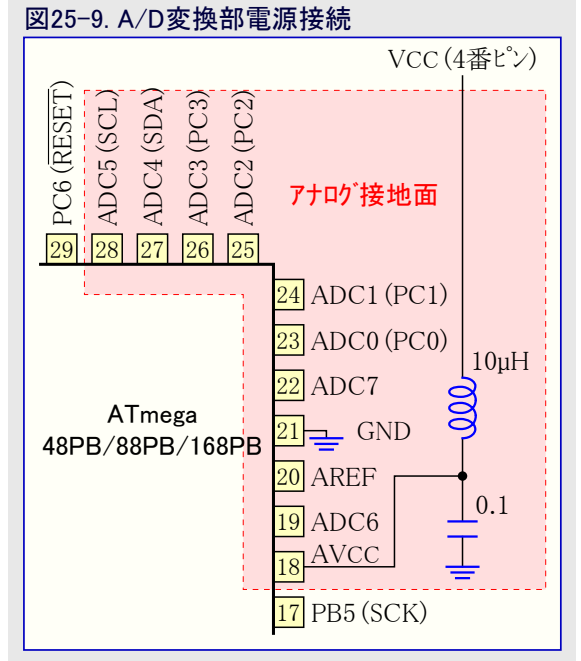 図25-9. A/D変換部電源接続
VCC(4番ピン)
PC6(RESET)
ADC5(SCL)
ADC4(SDA)
ADC3(PC3)
ADC2(PC2)
アナログ接地面
29 28 27 26 25
24 ADC1(PC1)
23 ADC0(PC0)
10μH
22 ADC7
ATmega
48PB/88PB/168PB
21 GND
20 AREF
0.1
19 ADC6
18 AVCC
17 PB5(SCK)